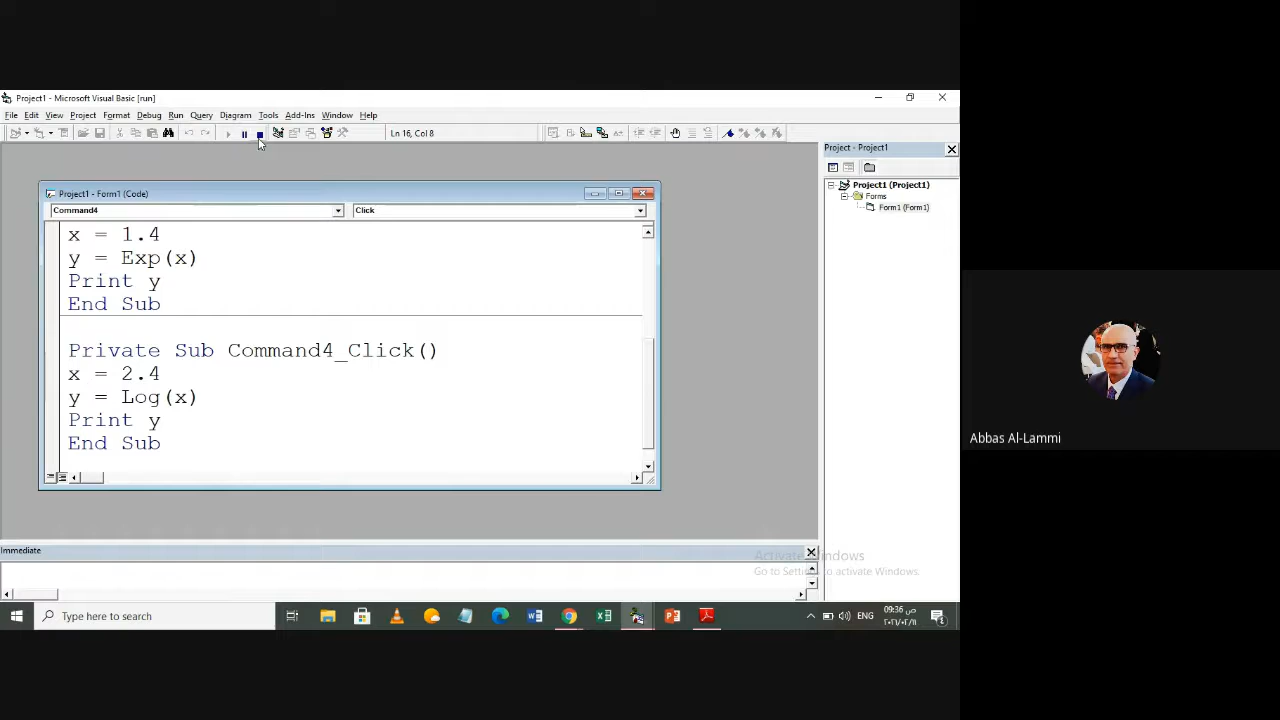 Project1 - Microsoft Visual Basic [run]
File Edit View Project Format Debug Run Query Diagram Tools Add-Ins Window Help
Ln 16, Col 8
Project - Project1
Project1 (Project1)
Forms
Form1 (Form1)
Project1 - Form1 (Code)
Command4 Click
x = 1.4
y = Exp(x)
Print y
End Sub
Private Sub Command4_Click()
x = 2.4
y = Log(x)
Print y
End Sub
Immediate
Activate Windows
Go to Settings to activate Windows.
Abbas Al-Lammi
Type here to search
ENG
09:36 ص